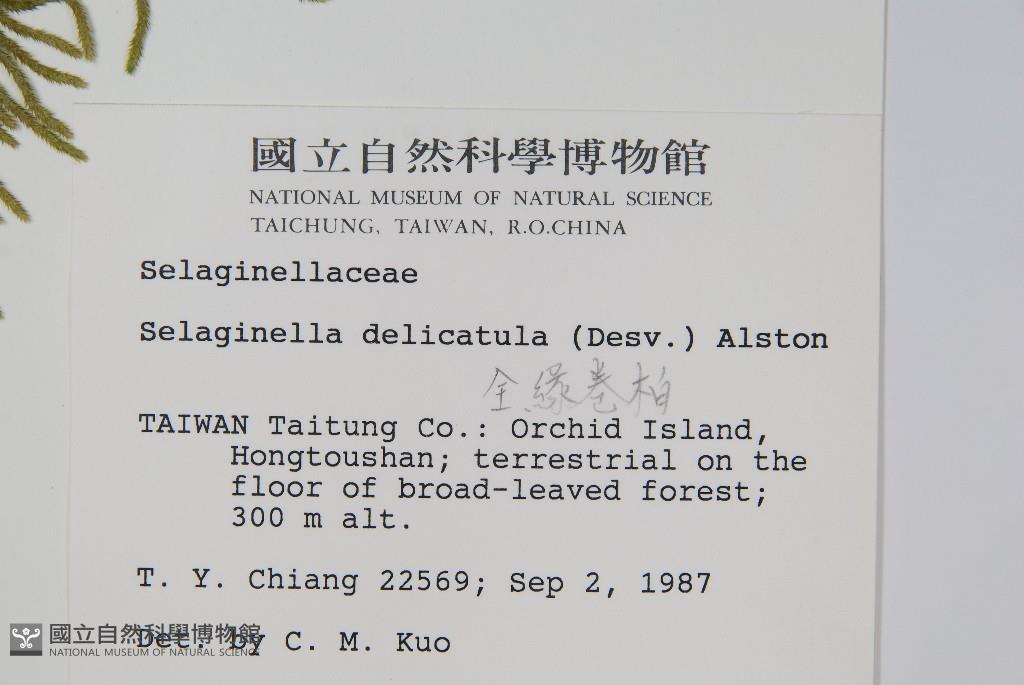 國立自然科學博物館
NATIONAL MUSEUM OF NATURAL SCIENCE
TAICHUNG, TAIWAN, R.O.CHINA
Selaginellaceae
Selaginella delicatula (Desv.) Alston
全緣卷柏
TAIWAN Taitung Co.: Orchid Island,
Hongtoushan; terrestrial on the
floor of broad-leaved forest;
300 m alt.
T. Y. Chiang 22569; Sep 2, 1987
Det. by C. M. Kuo
國立自然科學博物館
NATIONAL MUSEUM OF NATURAL SCIENCE